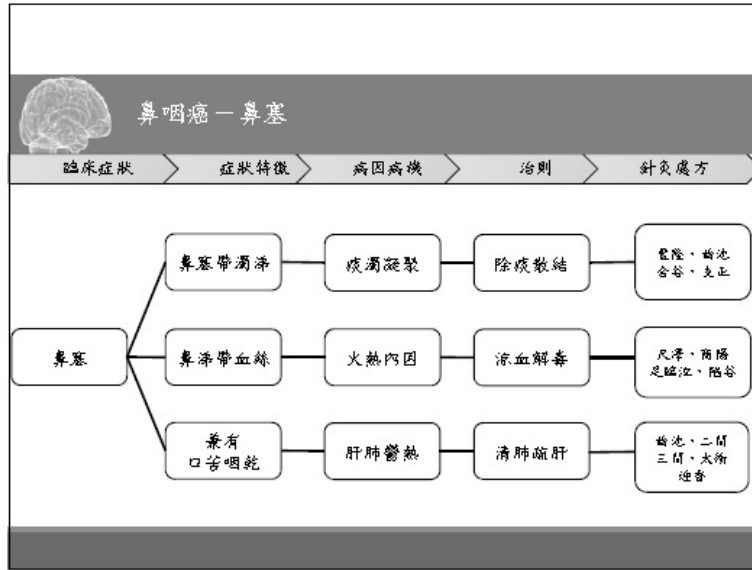 鼻咽癌－鼻塞
臨床症狀
症狀特徵
病因病機
治則
針灸處方
鼻塞
鼻塞帶濁涕
痰濁凝聚
除痰散結
豐隆、曲池
合谷、支正
鼻涕帶血絲
火熱內因
涼血解毒
尺澤、商陽
足臨泣、陷谷
兼有
口苦咽乾
肝肺鬱熱
清肺疏肝
曲池、二間
三間、太衝
迎香